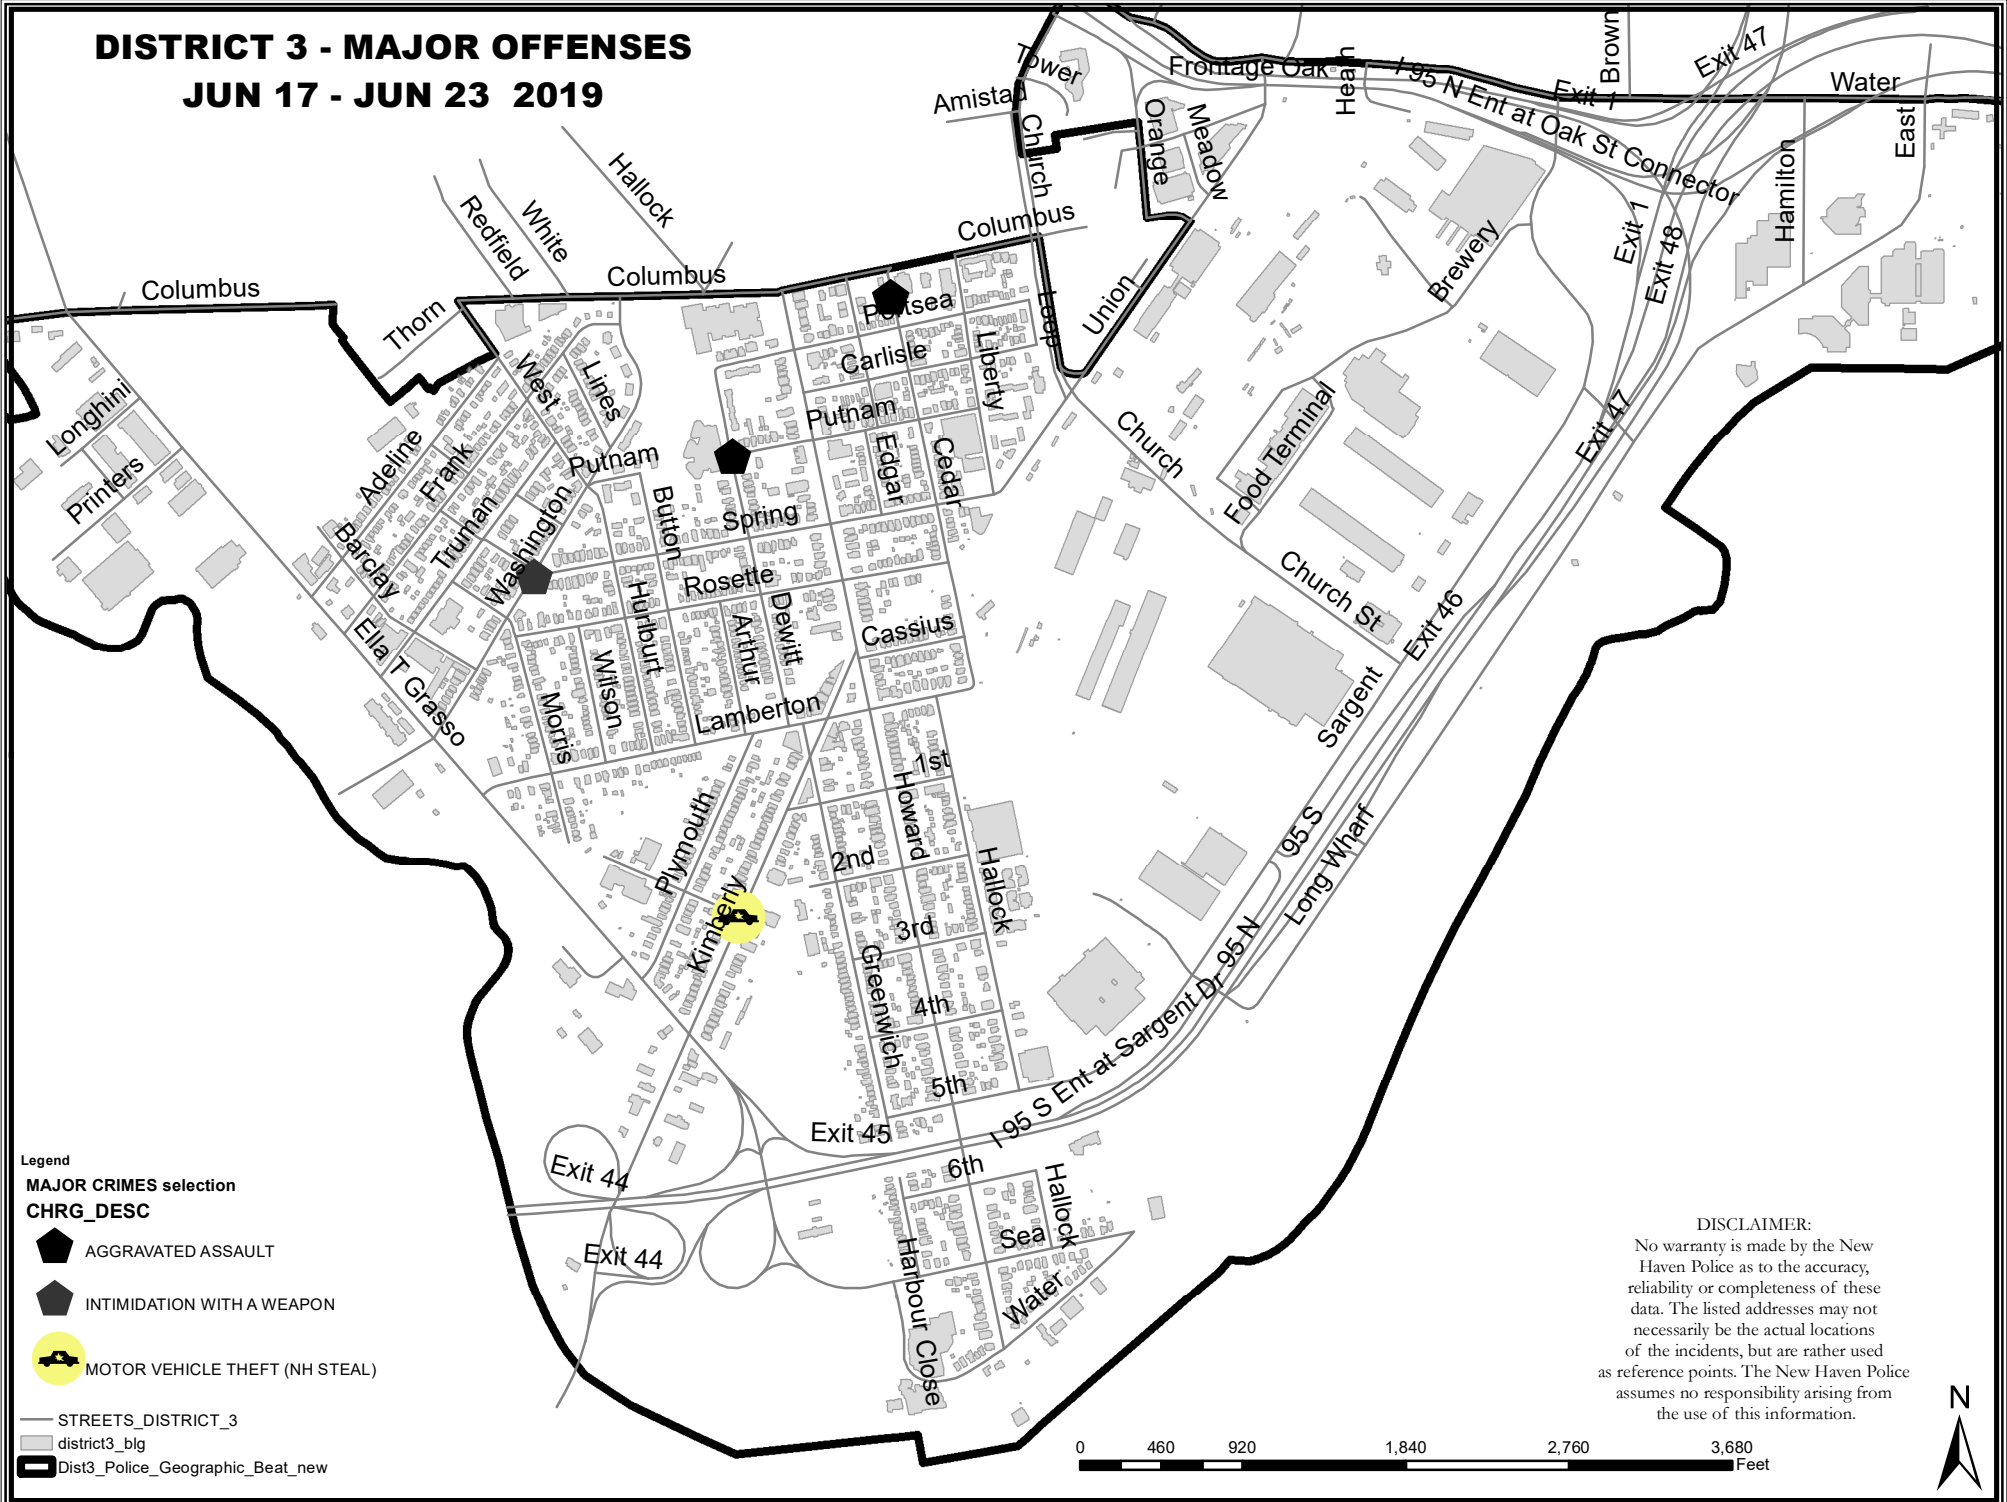 DISTRICT 3 - MAJOR OFFENSES
JUN 17 - JUN 23 2019
Tower
Amistad
Church
Orange
Meadow
Frontage Oak
Health
I 95 N Ent at Oak St Connector
Exit 1
Brown
Exit 47
Water
East
Hamilton
Exit 1
Exit 48
Hallock
White
Redfield
Columbus
Columbus
Columbus
Thorn
Portsea
Loop
Union
Brewery
Longhini
Printers
West
Lines
Carlisle
Liberty
Putnam
Adeline
Frank
Putnam
Edgar
Cedar
Church
Food Terminal
Exit 47
Truman
Washington
Button
Spring
Barclay
Rosette
Hurlburt
Arthur
Dewitt
Cassius
Church St
Exit 46
Ella T Grasso
Morris
Wilson
Lamberton
Sargent
1st
Howard
Plymouth
2nd
Hallock
95 S
Long Wharf
Kimberly
3rd
Greenwich
95 N
4th
I 95 S Ent at Sargent Dr
5th
Exit 45
Exit 44
6th
Hallock
Exit 44
Sea
Harbour Close
Water
Legend
MAJOR CRIMES selection
CHRG_DESC
AGGRAVATED ASSAULT
INTIMIDATION WITH A WEAPON
MOTOR VEHICLE THEFT (NH STEAL)
STREETS_DISTRICT_3
district3_blg
Dist3_Police_Geographic_Beat_new
DISCLAIMER:
No warranty is made by the New
Haven Police as to the accuracy,
reliability or completeness of these
data. The listed addresses may not
necessarily be the actual locations
of the incidents, but are rather used
as reference points. The New Haven Police
assumes no responsibility arising from
the use of this information.
N
0 460 920 1,840 2,760 3,680
Feet